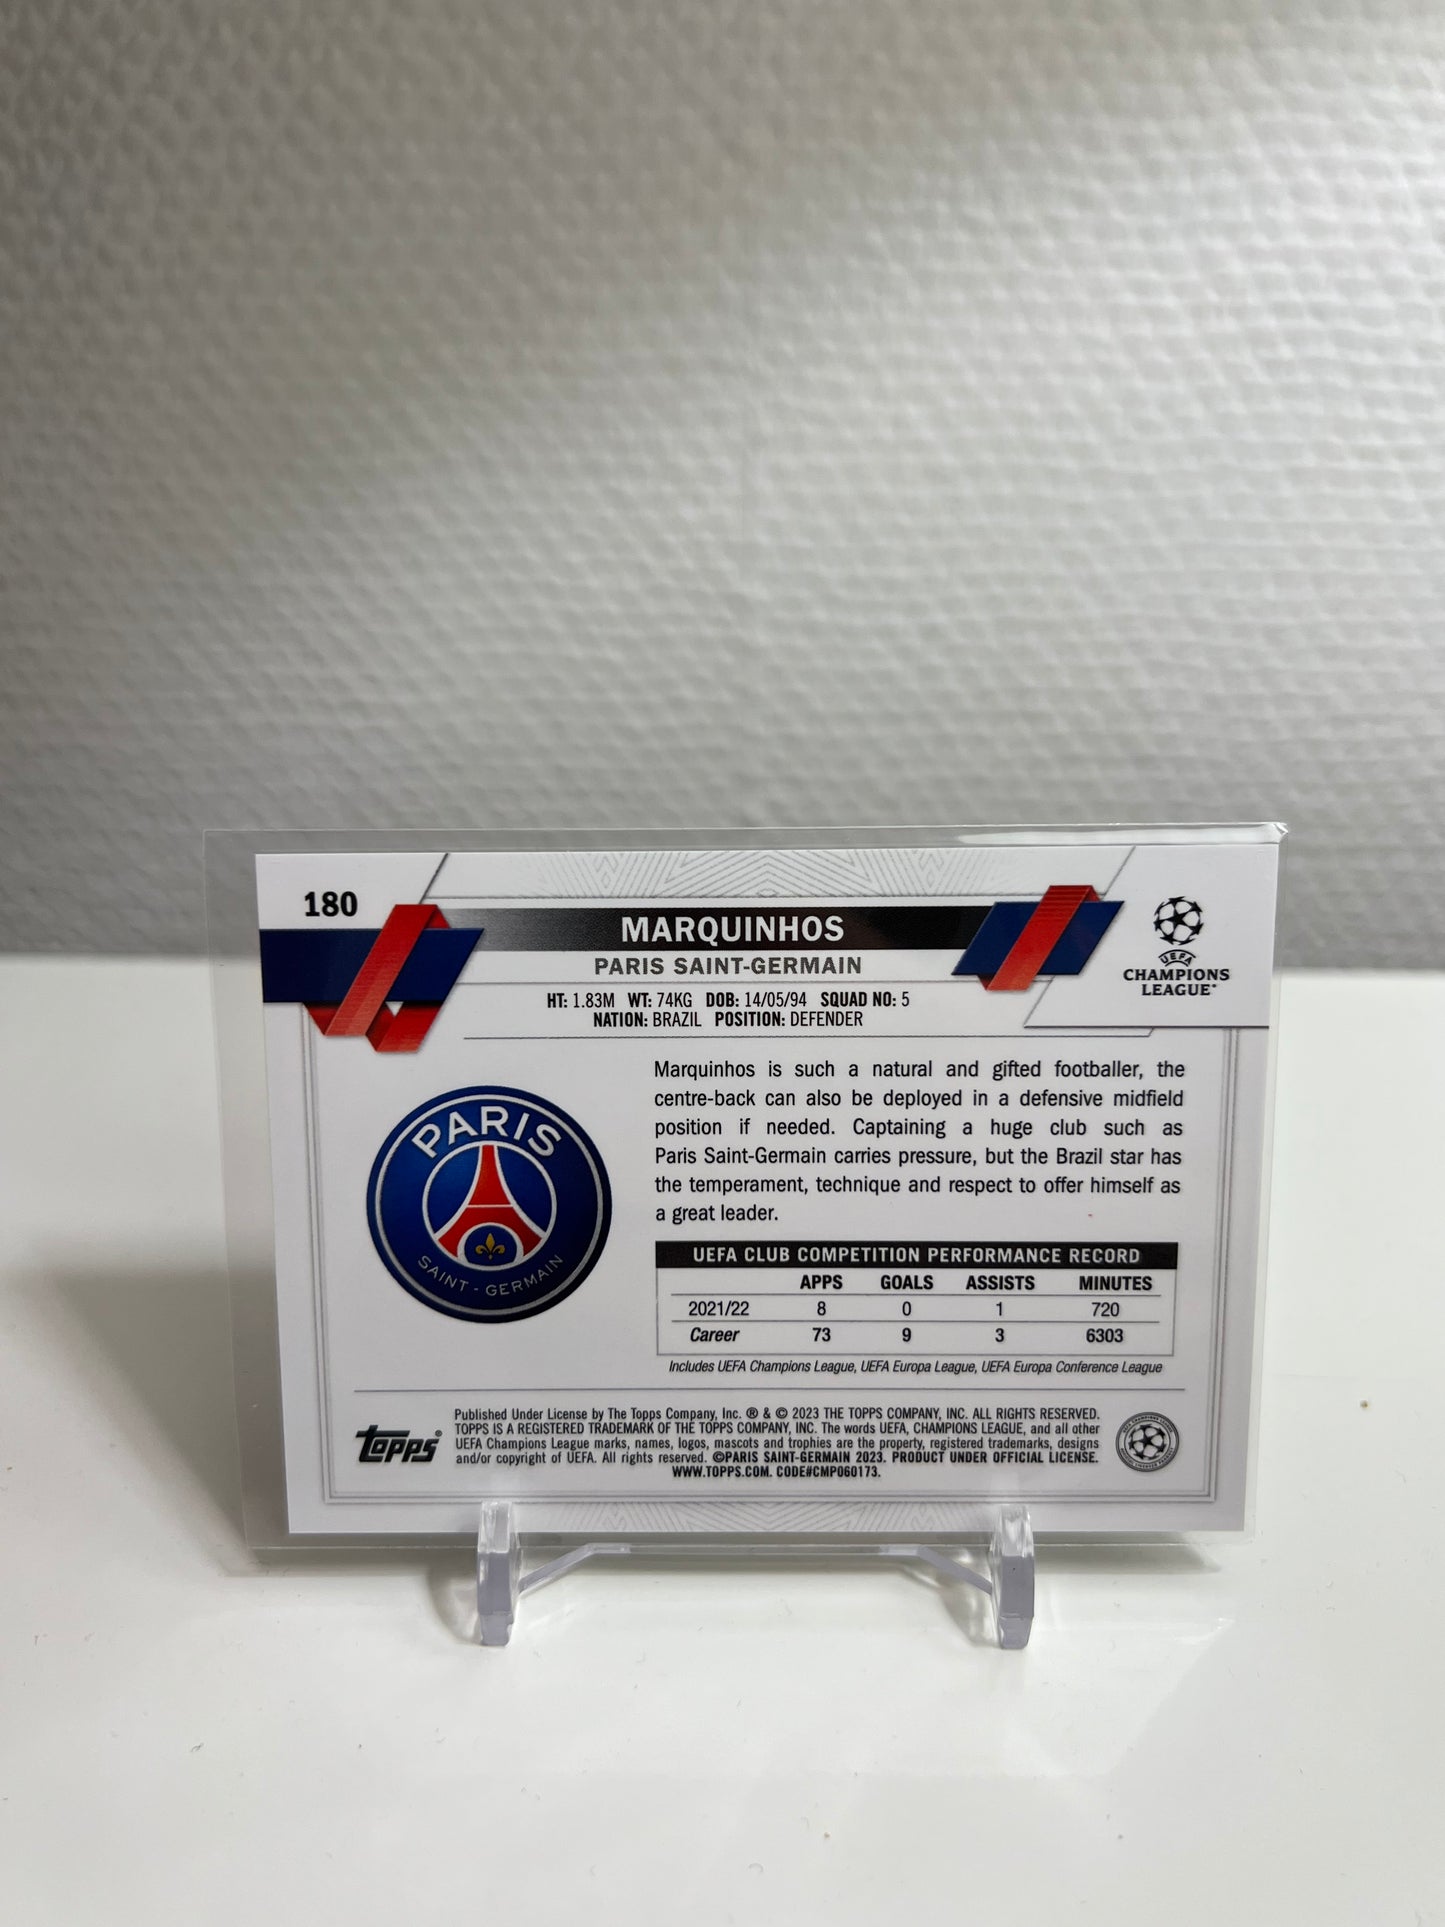 180
MARQUINHOS
PARIS SAINT-GERMAIN
HT: 1.83M WT: 74KG DOB: 14/05/94 SQUAD NO: 5
NATION: BRAZIL POSITION: DEFENDER
UEFA
CHAMPIONS
LEAGUE
PARIS
SAINT - GERMAIN
Marquinhos is such a natural and gifted footballer, the
centre-back can also be deployed in a defensive midfield
position if needed. Captaining a huge club such as
Paris Saint-Germain carries pressure, but the Brazil star has
the temperament, technique and respect to offer himself as
a great leader.
UEFA CLUB COMPETITION PERFORMANCE RECORD
APPS GOALS ASSISTS MINUTES
2021/22 8 0 1 720
Career 73 9 3 6303
Includes UEFA Champions League, UEFA Europa League, UEFA Europa Conference League
topps®
Published Under License by The Topps Company, Inc. ® & © 2023 THE TOPPS COMPANY, INC. ALL RIGHTS RESERVED.
TOPPS IS A REGISTERED TRADEMARK OF THE TOPPS COMPANY, INC. The words UEFA, CHAMPIONS LEAGUE, and all other
UEFA Champions League marks, names, logos, mascots and trophies are the property, registered trademarks, designs
and/or copyright of UEFA. All rights reserved. ©PARIS SAINT-GERMAIN 2023. PRODUCT UNDER OFFICIAL LICENSE.
WWW.TOPPS.COM. CODE#CMP060173.